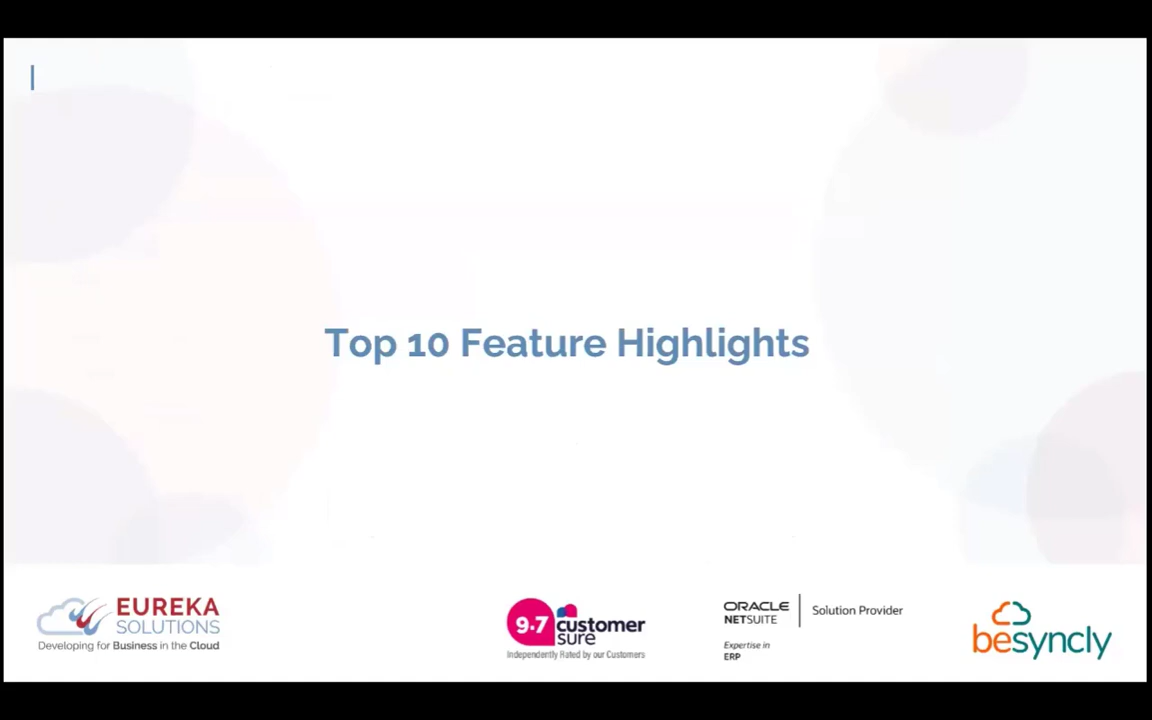 Top 10 Feature Highlights
EUREKA
SOLUTIONS
Developing for Business in the Cloud
9.7 customer
sure
Independently Rated by our Customers
ORACLE
NETSUITE
Solution Provider
Expertise in
ERP
besyncly